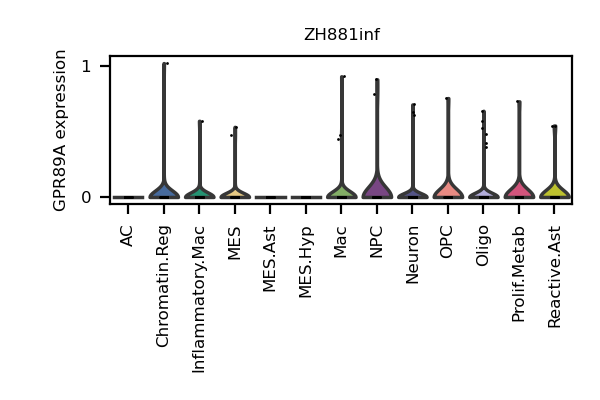 ZH881inf
GPR89A expression
1
0
AC
Chromatin.Reg
Inflammatory.Mac
MES
MES.Ast
MES.Hyp
Mac
NPC
Neuron
OPC
Oligo
Prolif.Metab
Reactive.Ast